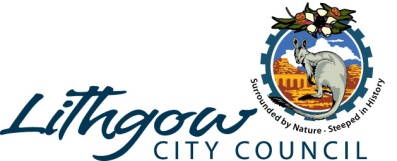 Lithgow
CITY COUNCIL
Surrounded by Nature · Steeped in History